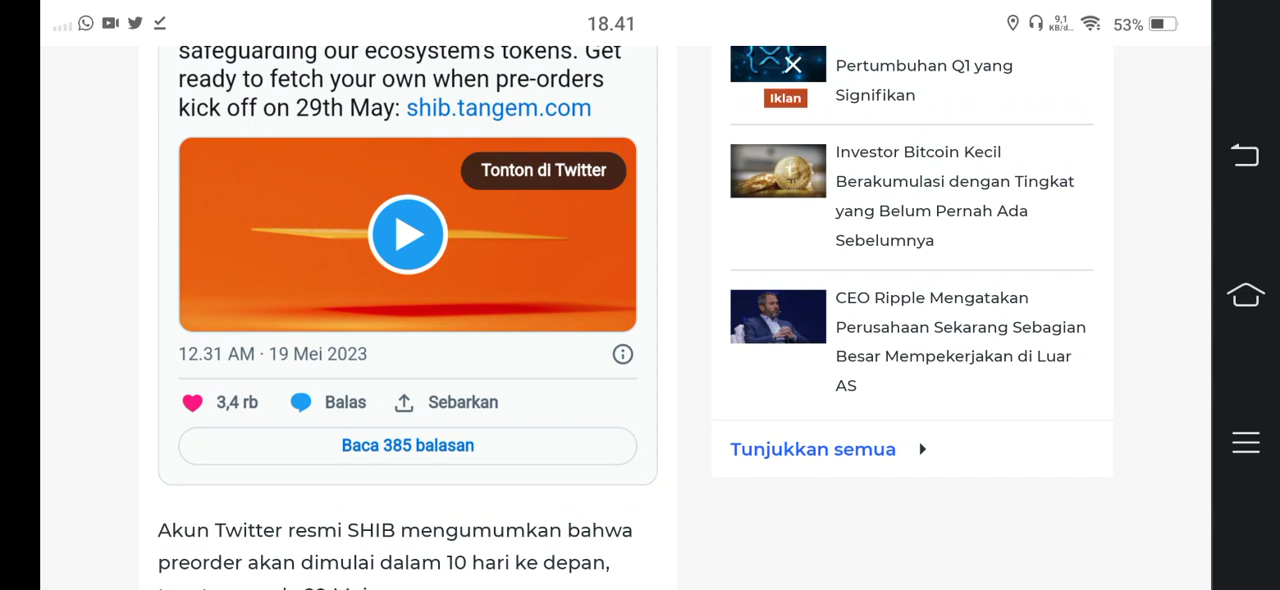 18.41
9,1
KB/d...
53%
safeguarding our ecosystem's tokens. Get
ready to fetch your own when pre-orders
kick off on 29th May: shib.tangem.com
Tonton di Twitter
12.31 AM · 19 Mei 2023
3,4 rb
Balas
Sebarkan
Baca 385 balasan
Akun Twitter resmi SHIB mengumumkan bahwa
preorder akan dimulai dalam 10 hari ke depan,
Pertumbuhan Q1 yang
Signifikan
Iklan
Investor Bitcoin Kecil
Berakumulasi dengan Tingkat
yang Belum Pernah Ada
Sebelumnya
CEO Ripple Mengatakan
Perusahaan Sekarang Sebagian
Besar Mempekerjakan di Luar
AS
Tunjukkan semua